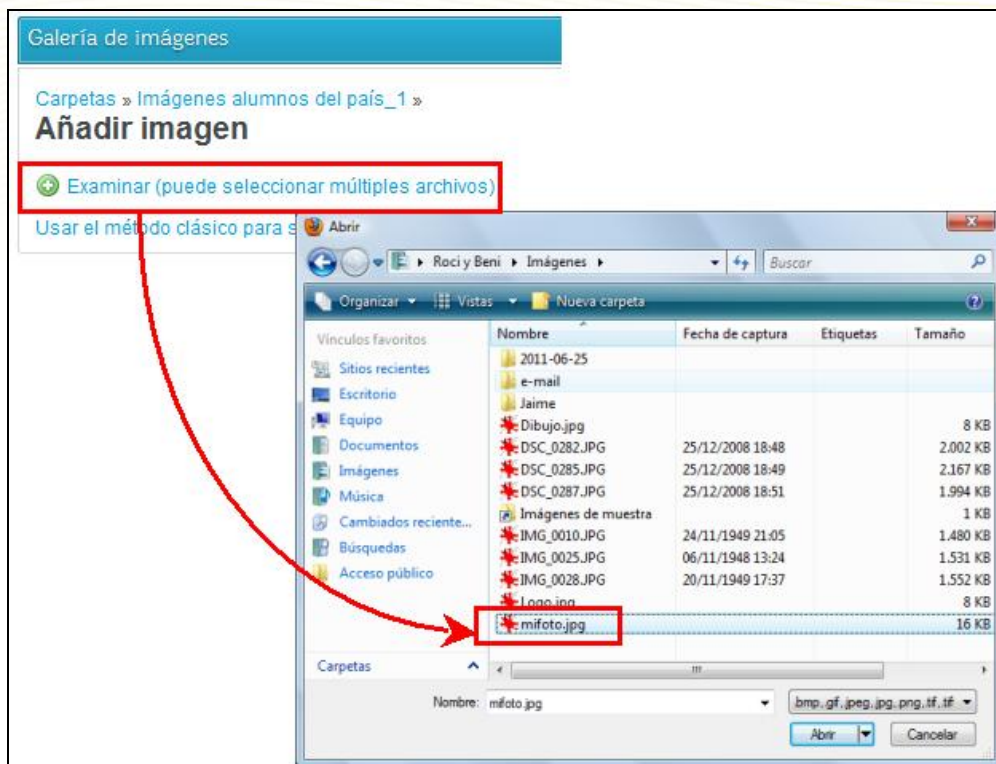 Galería de imágenes
Carpetas » Imágenes alumnos del país_1 »
Añadir imagen
Examinar (puede seleccionar múltiples archivos)
Usar el método clásico para s
Abrir
Roci y Beni Imágenes
Buscar
Organizar Vistas Nueva carpeta
Vínculos favoritos
Sitios recientes
Escritorio
Equipo
Documentos
Imágenes
Música
Cambiados reciente...
Búsquedas
Acceso público
Carpetas
Nombre Fecha de captura Etiquetas Tamaño
2011-06-25
e-mail
Jaime
Dibujo.jpg 8 KB
DSC_0282.JPG 25/12/2008 18:48 2.002 KB
DSC_0285.JPG 25/12/2008 18:49 2.167 KB
DSC_0287.JPG 25/12/2008 18:51 1.994 KB
Imágenes de muestra 1 KB
IMG_0010.JPG 24/11/1949 21:05 1.480 KB
IMG_0025.JPG 06/11/1948 13:24 1.531 KB
IMG_0028.JPG 20/11/1949 17:37 1.552 KB
Logo.jpg 8 KB
mifoto.jpg 16 KB
Nombre: mifoto.jpg
bmp,.gf,.jpeg,.jpg,.png,.tif,.tif
Abrir Cancelar